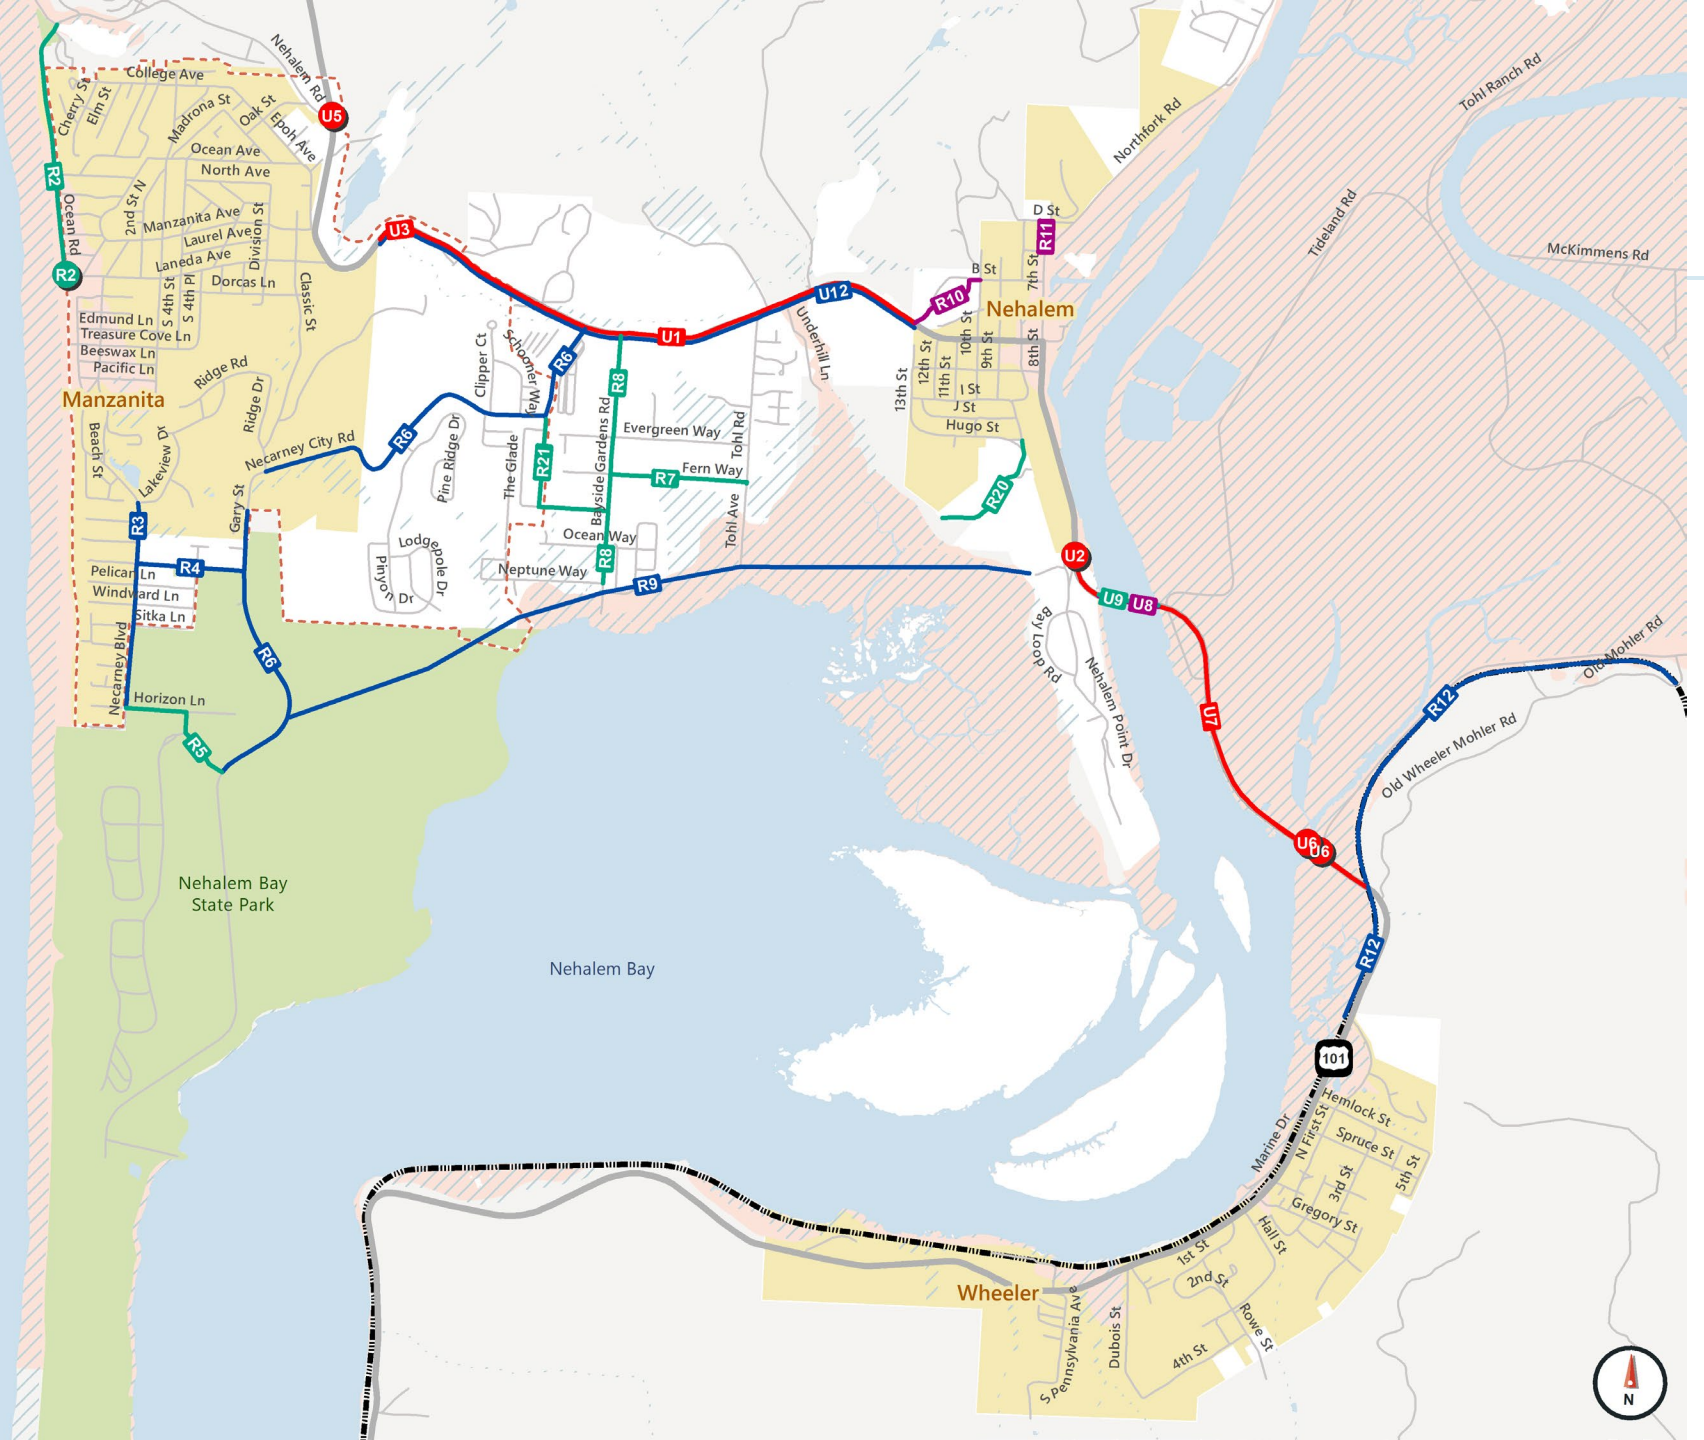 Nehalem Rd
College Ave
Cherry St
Elm St
Madrona St
Oak St
Epoh Ave
U5
Ocean Ave
North Ave
R2
Ocean Rd
2nd St N
Manzanita Ave
Laurel Ave
Division St
Laneda Ave
Dorcas Ln
R2
S 4th St
S 4th Pl
Classic St
Edmund Ln
Treasure Cove Ln
Beeswax Ln
Pacific Ln
Ridge Rd
Ridge Dr
Manzanita
Beach St
Lakeview Dr
Necarney City Rd
Gary St
R3
R4
Pelican Ln
Windward Ln
Sitka Ln
Necarney Blvd
R6
Horizon Ln
R5
Nehalem Bay
State Park
U3
U1
U12
Clipper Ct
Schooner Way
R6
R8
R6
Pine Ridge Dr
The Glade
R21
Bayside Gardens Rd
Evergreen Way
Tohl Rd
Fern Way
R7
Tohl Ave
Ocean Way
R8
Lodgepole Dr
Pinyon Dr
Neptune Way
R9
Underhill Ln
Northfork Rd
D St
R11
B St
7th St
R10
Nehalem
10th St
9th St
8th St
12th St
11th St
13th St
I St
J St
Hugo St
R20
U2
U9
U8
Bay Loop Rd
Nehalem Point Dr
U7
Tohl Ranch Rd
Tideland Rd
McKimmens Rd
Old Mohler Rd
R12
Old Wheeler Mohler Rd
U6
U6
R12
Nehalem Bay
101
Hemlock St
Marine Dr
N First St
Spruce St
5th St
3rd St
Gregory St
Hall St
1st St
2nd St
Wheeler
S Pennsylvania Ave
Dubois St
Rowe St
4th St
N